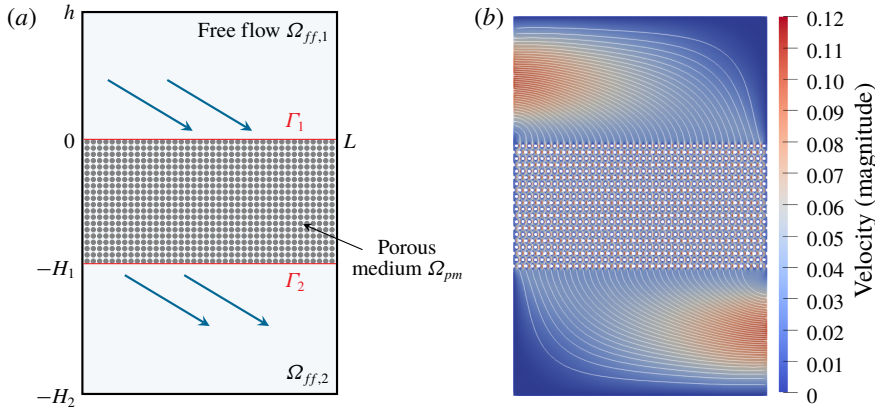 (a)
h
Free flow Ω_{ff,1}
Γ_1
0
L
Porous
medium Ω_{pm}
−H_1
Γ_2
Ω_{ff,2}
−H_2
(b)
0.12
0.11
0.10
0.09
0.08
0.07
0.06
0.05
0.04
0.03
0.02
0.01
0
Velocity (magnitude)